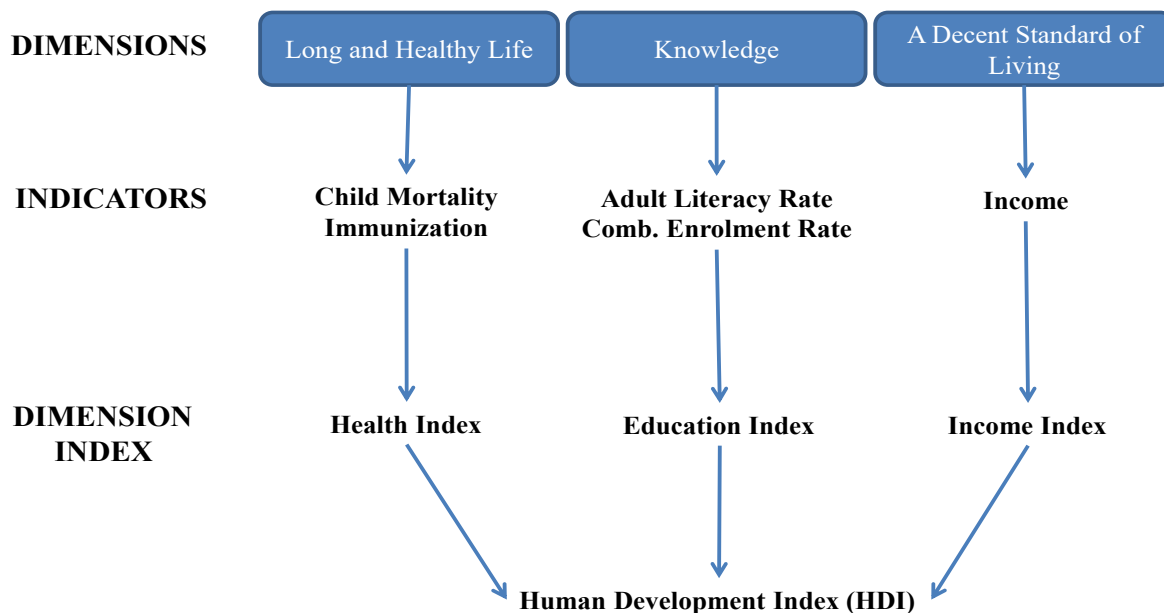 DIMENSIONS
Long and Healthy Life
Knowledge
A Decent Standard of
Living
INDICATORS
Child Mortality
Immunization
Adult Literacy Rate
Comb. Enrolment Rate
Income
DIMENSION
INDEX
Health Index
Education Index
Income Index
Human Development Index (HDI)